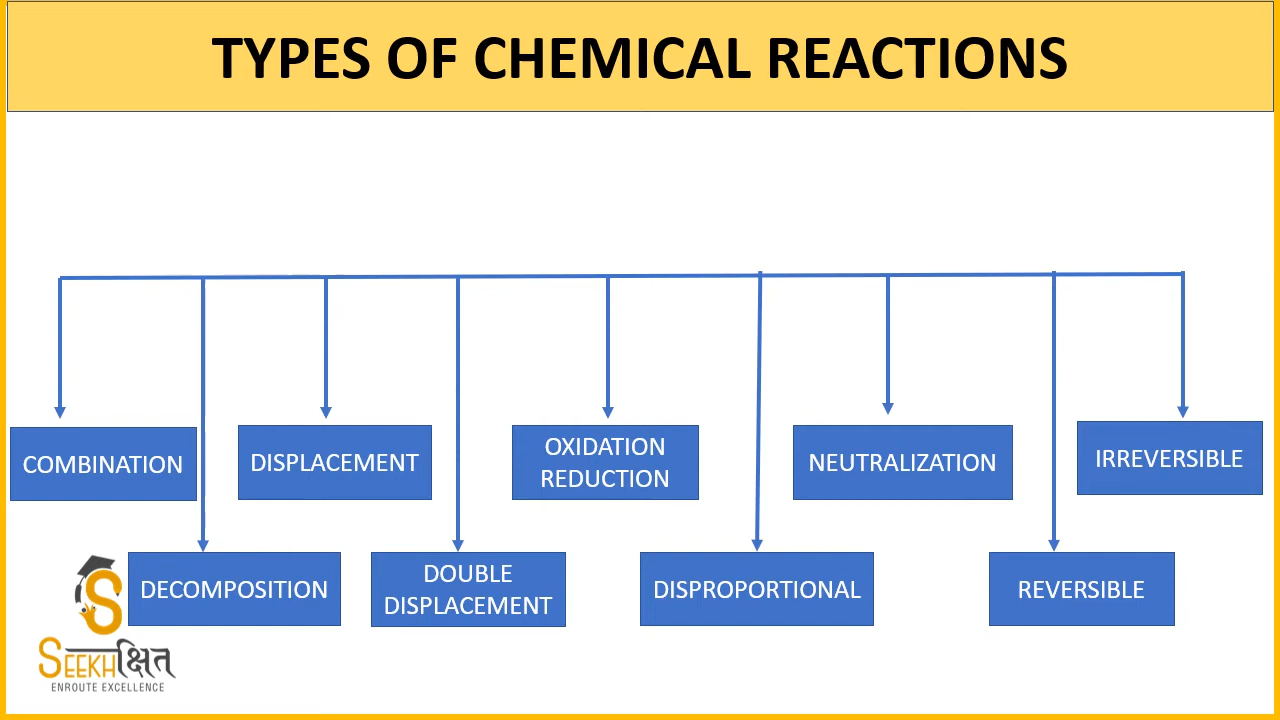 TYPES OF CHEMICAL REACTIONS
COMBINATION
DISPLACEMENT
OXIDATION
REDUCTION
NEUTRALIZATION
IRREVERSIBLE
DECOMPOSITION
DOUBLE
DISPLACEMENT
DISPROPORTIONAL
REVERSIBLE
SEEKHक्षित
ENROUTE EXCELLENCE